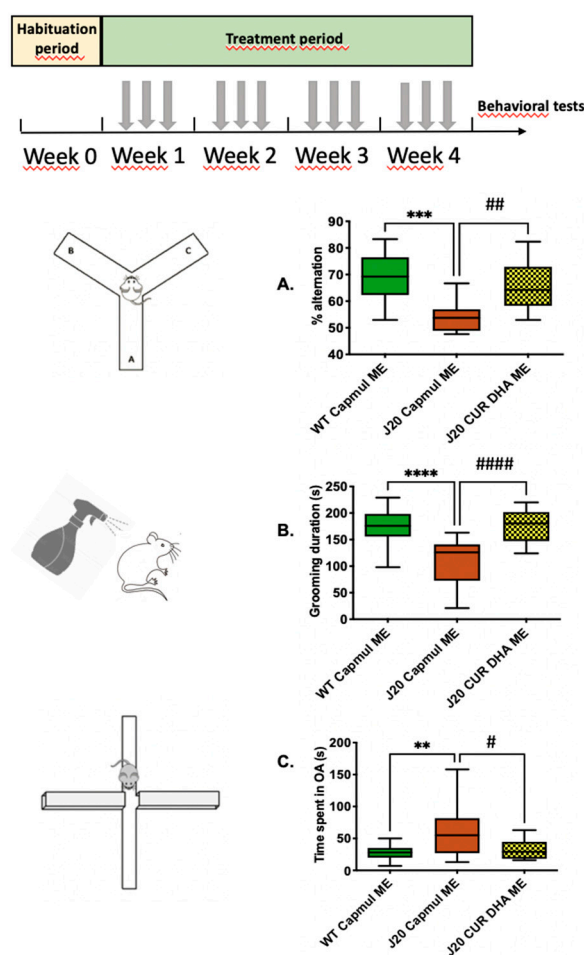 Habituation
period
Treatment period
Behavioral tests
Week 0 Week 1 Week 2 Week 3 Week 4
B
C
A
A.
***
##
% alternation
90
80
70
60
50
40
WT Capmul ME
J20 Capmul ME
J20 CUR DHA ME
B.
****
####
Grooming duration (s)
250
200
150
100
50
0
WT Capmul ME
J20 Capmul ME
J20 CUR DHA ME
C.
**
#
Time spent in OA (s)
200
150
100
50
0
WT Capmul ME
J20 Capmul ME
J20 CUR DHA ME